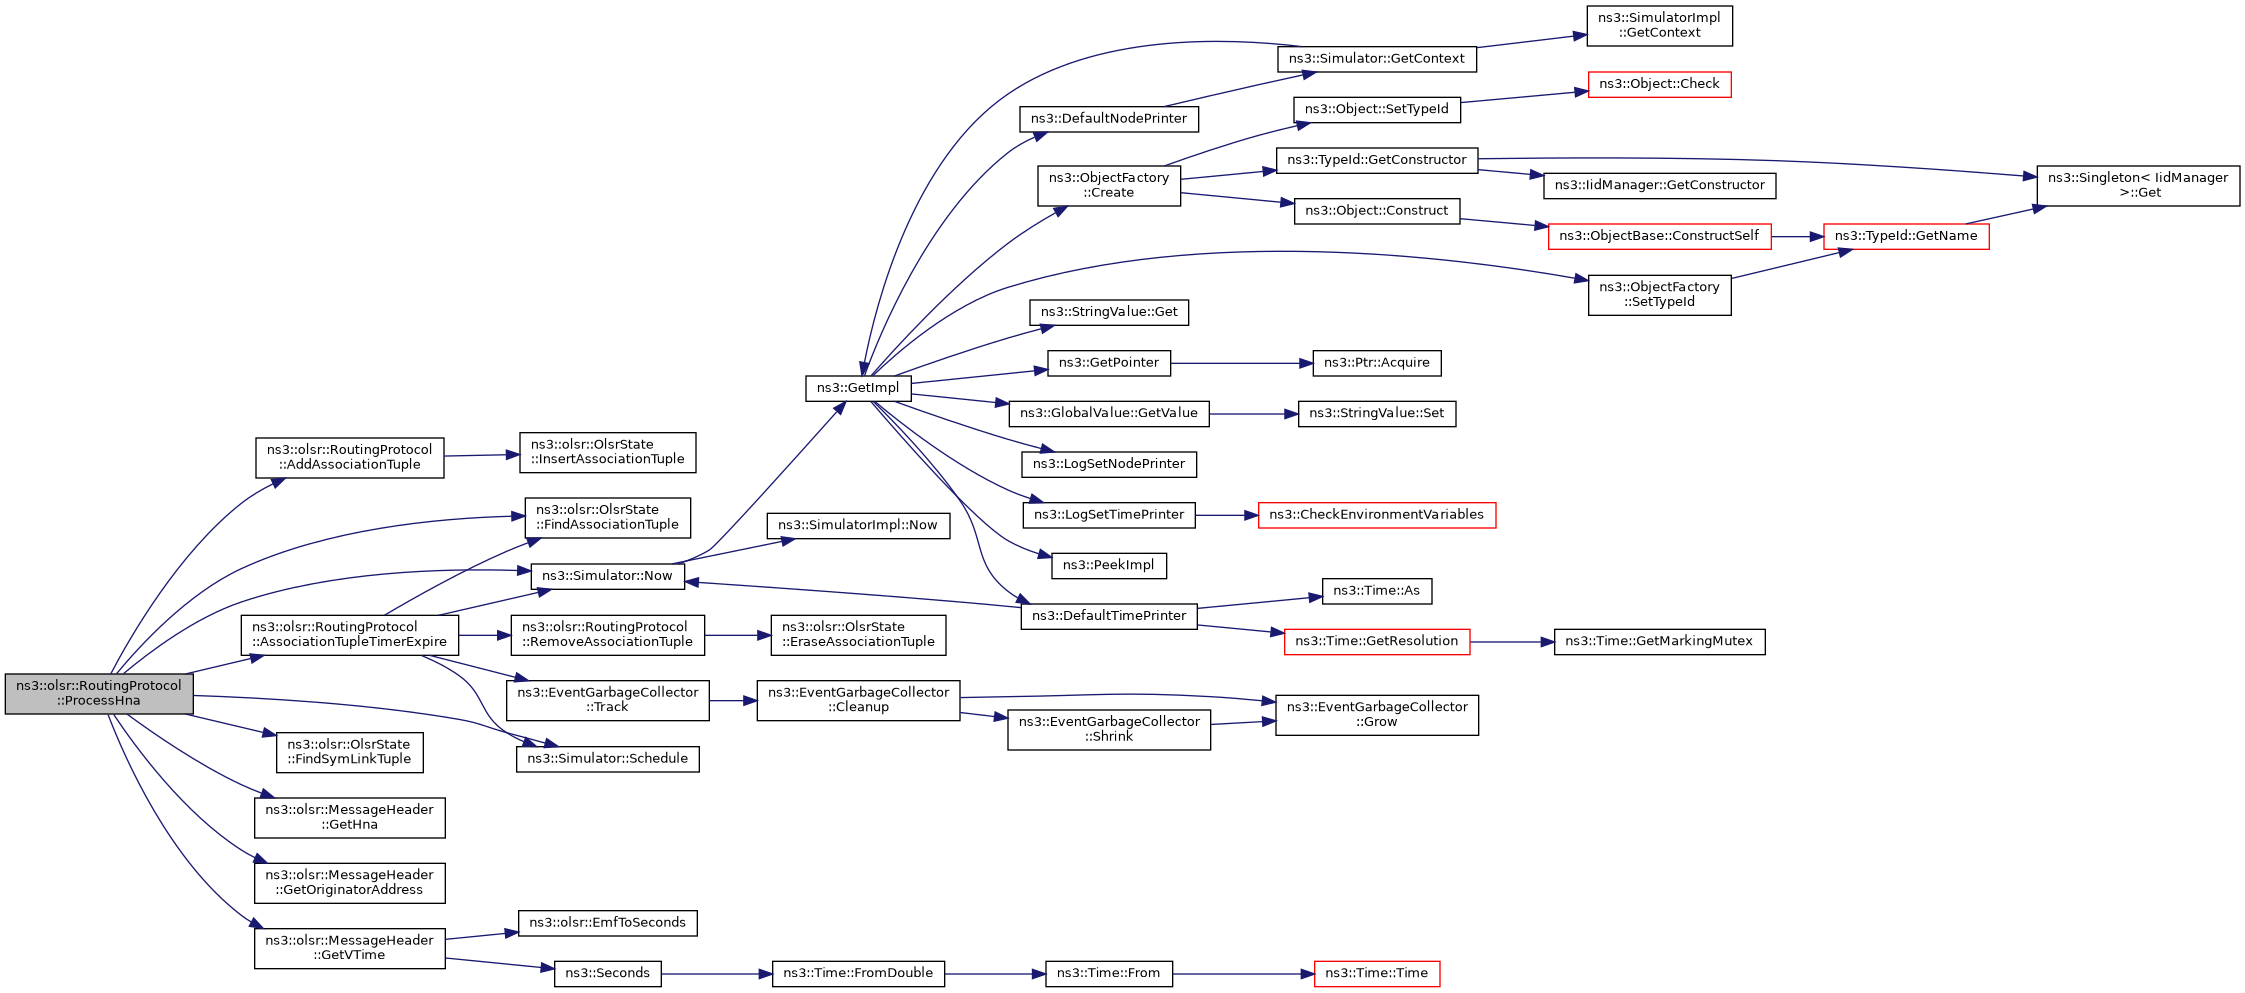 ns3::olsr::RoutingProtocol
::ProcessHna
ns3::olsr::RoutingProtocol
::AddAssociationTuple
ns3::olsr::OlsrState
::InsertAssociationTuple
ns3::olsr::OlsrState
::FindAssociationTuple
ns3::Simulator::Now
ns3::olsr::RoutingProtocol
::AssociationTupleTimerExpire
ns3::olsr::RoutingProtocol
::RemoveAssociationTuple
ns3::olsr::OlsrState
::EraseAssociationTuple
ns3::EventGarbageCollector
::Track
ns3::EventGarbageCollector
::Cleanup
ns3::EventGarbageCollector
::Shrink
ns3::EventGarbageCollector
::Grow
ns3::Simulator::Schedule
ns3::olsr::OlsrState
::FindSymLinkTuple
ns3::olsr::MessageHeader
::GetHna
ns3::olsr::MessageHeader
::GetOriginatorAddress
ns3::olsr::MessageHeader
::GetVTime
ns3::olsr::EmfToSeconds
ns3::Seconds
ns3::Time::FromDouble
ns3::Time::From
ns3::Time::Time
ns3::SimulatorImpl::Now
ns3::GetImpl
ns3::DefaultNodePrinter
ns3::Simulator::GetContext
ns3::SimulatorImpl
::GetContext
ns3::ObjectFactory
::Create
ns3::Object::SetTypeId
ns3::Object::Check
ns3::TypeId::GetConstructor
ns3::IidManager::GetConstructor
ns3::Singleton< IidManager
>::Get
ns3::Object::Construct
ns3::ObjectBase::ConstructSelf
ns3::TypeId::GetName
ns3::ObjectFactory
::SetTypeId
ns3::StringValue::Get
ns3::GetPointer
ns3::Ptr::Acquire
ns3::GlobalValue::GetValue
ns3::StringValue::Set
ns3::LogSetNodePrinter
ns3::LogSetTimePrinter
ns3::CheckEnvironmentVariables
ns3::PeekImpl
ns3::DefaultTimePrinter
ns3::Time::As
ns3::Time::GetResolution
ns3::Time::GetMarkingMutex